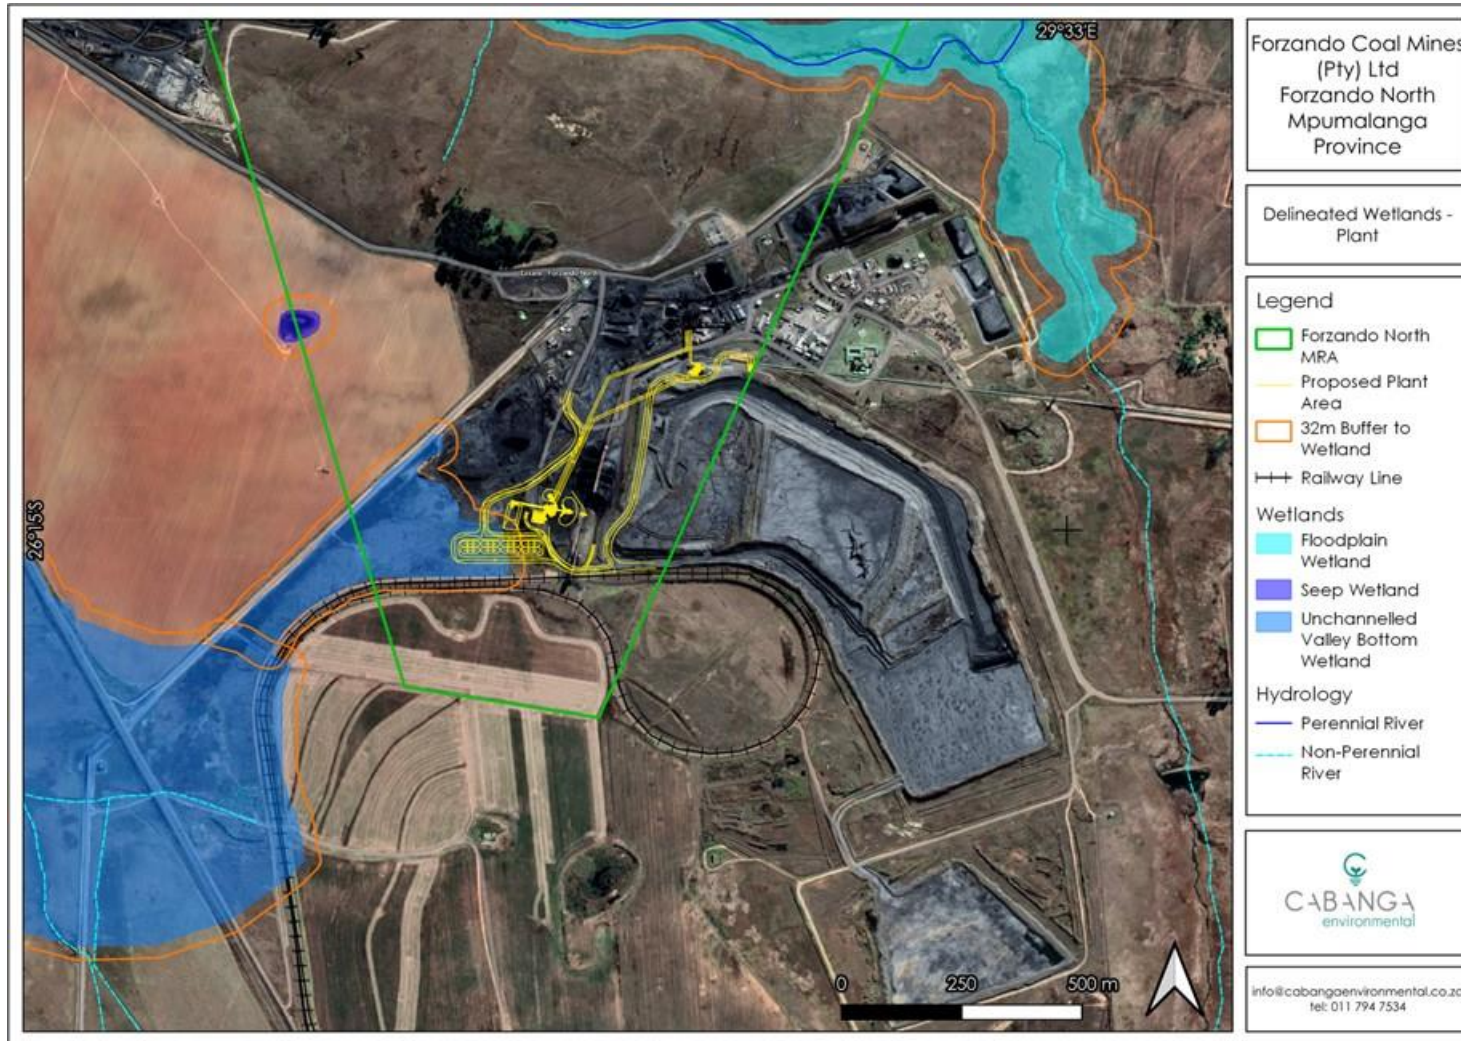 29°33'E
26°15'S
0 250 500 m
Forzando Coal Mines
(Pty) Ltd
Forzando North
Mpumalanga
Province
Delineated Wetlands -
Plant
Legend
Forzando North
MRA
Proposed Plant
Area
32m Buffer to
Wetland
Railway Line
Wetlands
Floodplain
Wetland
Seep Wetland
Unchannelled
Valley Bottom
Wetland
Hydrology
Perennial River
Non-Perennial
River
CABANGA
environmental
info@cabangaenvironmental.co.za
tel: 011 794 7534